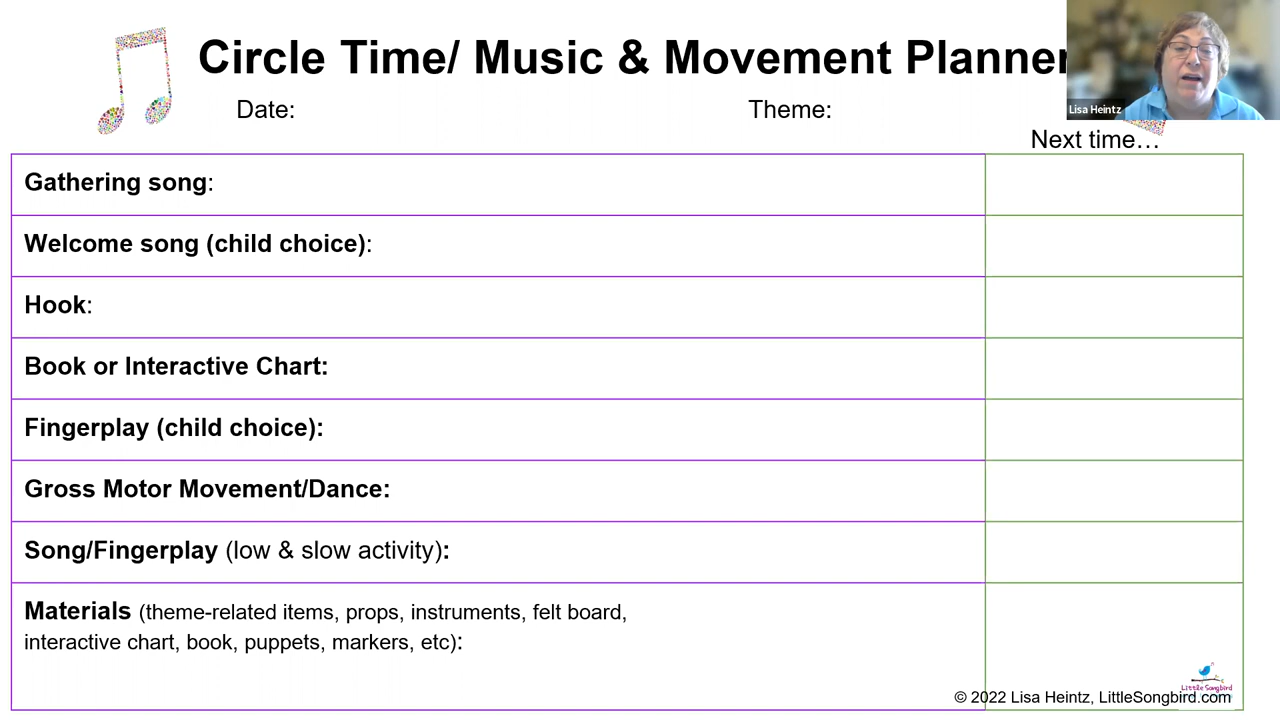 Circle Time/ Music & Movement Planner
Lisa Heintz
Date:
Theme:
Next time…
Gathering song:
Welcome song (child choice):
Hook:
Book or Interactive Chart:
Fingerplay (child choice):
Gross Motor Movement/Dance:
Song/Fingerplay (low & slow activity):
Materials (theme-related items, props, instruments, felt board,
interactive chart, book, puppets, markers, etc):
Little Songbird
© 2022 Lisa Heintz, LittleSongbird.com